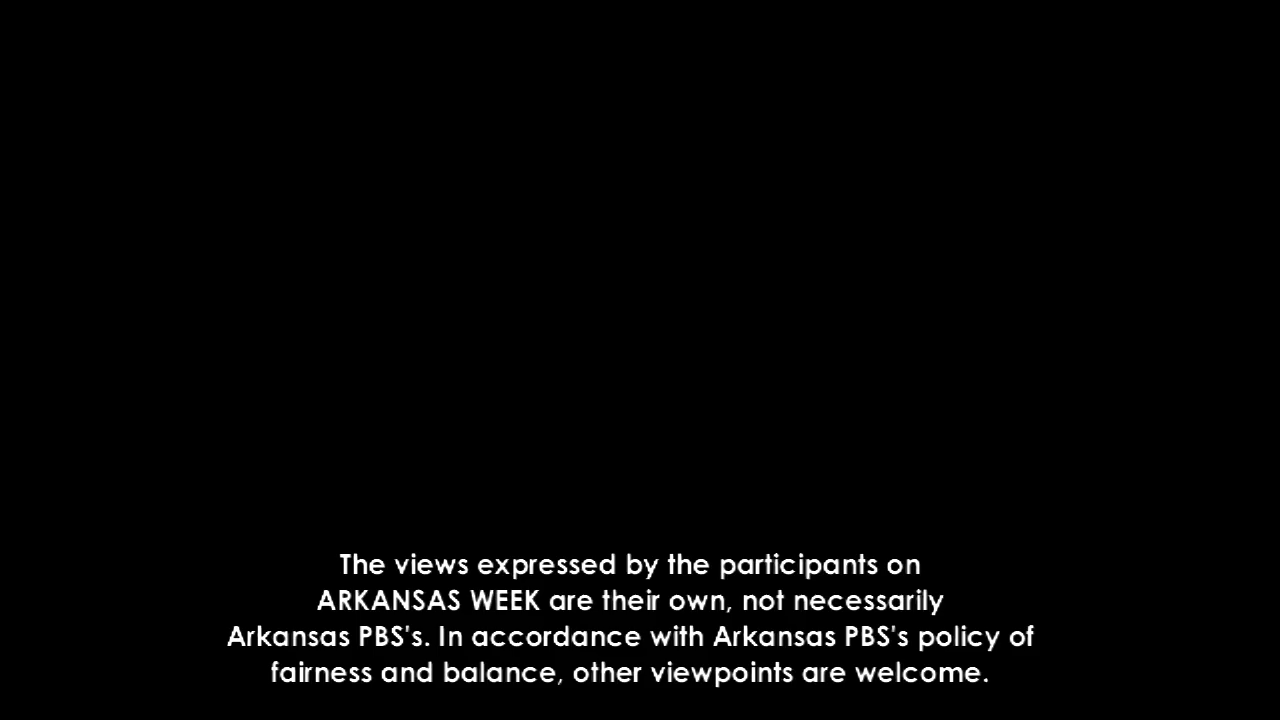 The views expressed by the participants on
ARKANSAS WEEK are their own, not necessarily
Arkansas PBS's. In accordance with Arkansas PBS's policy of
fairness and balance, other viewpoints are welcome.